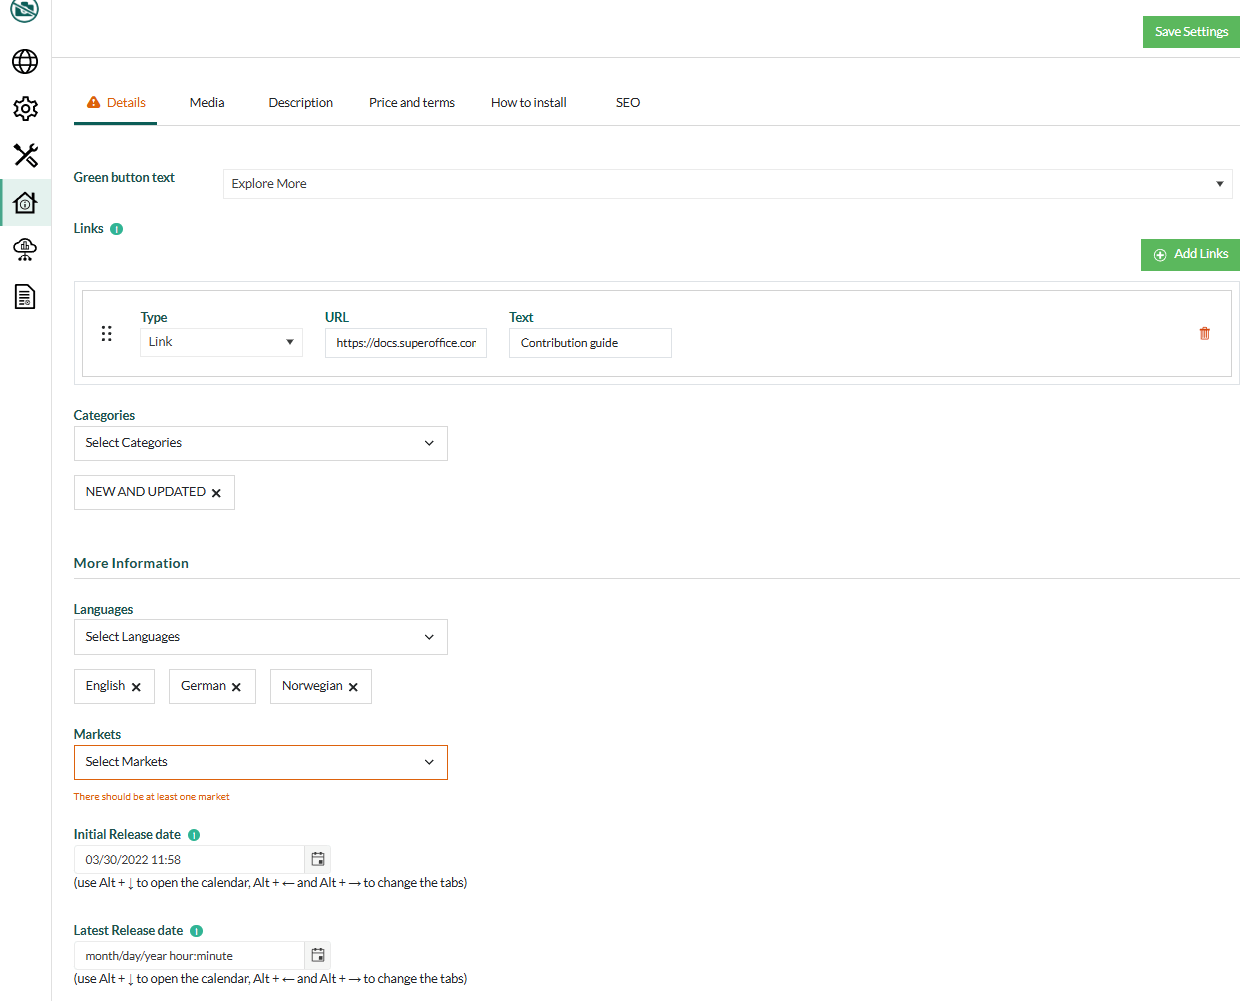 Save Settings
Details Media Description Price and terms How to install SEO
Green button text
Explore More
Links
Add Links
Type URL Text
Link https://docs.superoffice.cor Contribution guide
Categories
Select Categories
NEW AND UPDATED
More Information
Languages
Select Languages
English German Norwegian
Markets
Select Markets
There should be at least one market
Initial Release date
03/30/2022 11:58
(use Alt + ↓ to open the calendar, Alt + ← and Alt + → to change the tabs)
Latest Release date
month/day/year hour:minute
(use Alt + ↓ to open the calendar, Alt + ← and Alt + → to change the tabs)